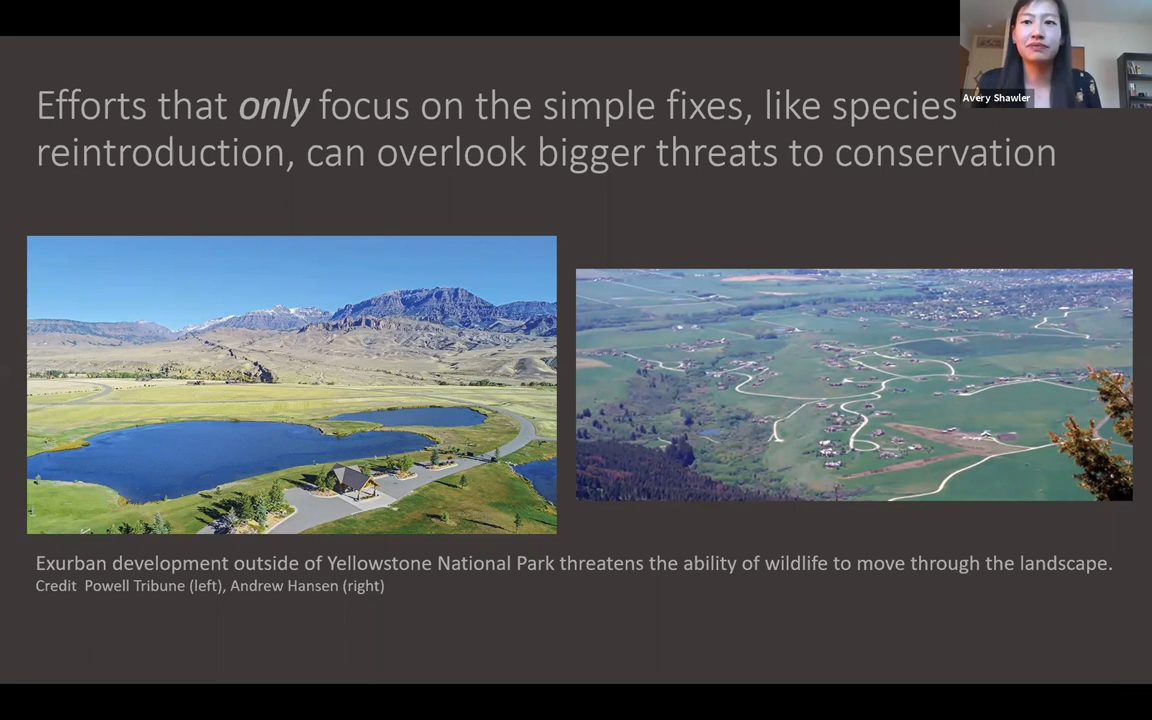 Avery Shawler
Efforts that only focus on the simple fixes, like species
reintroduction, can overlook bigger threats to conservation
Exurban development outside of Yellowstone National Park threatens the ability of wildlife to move through the landscape.
Credit  Powell Tribune (left), Andrew Hansen (right)